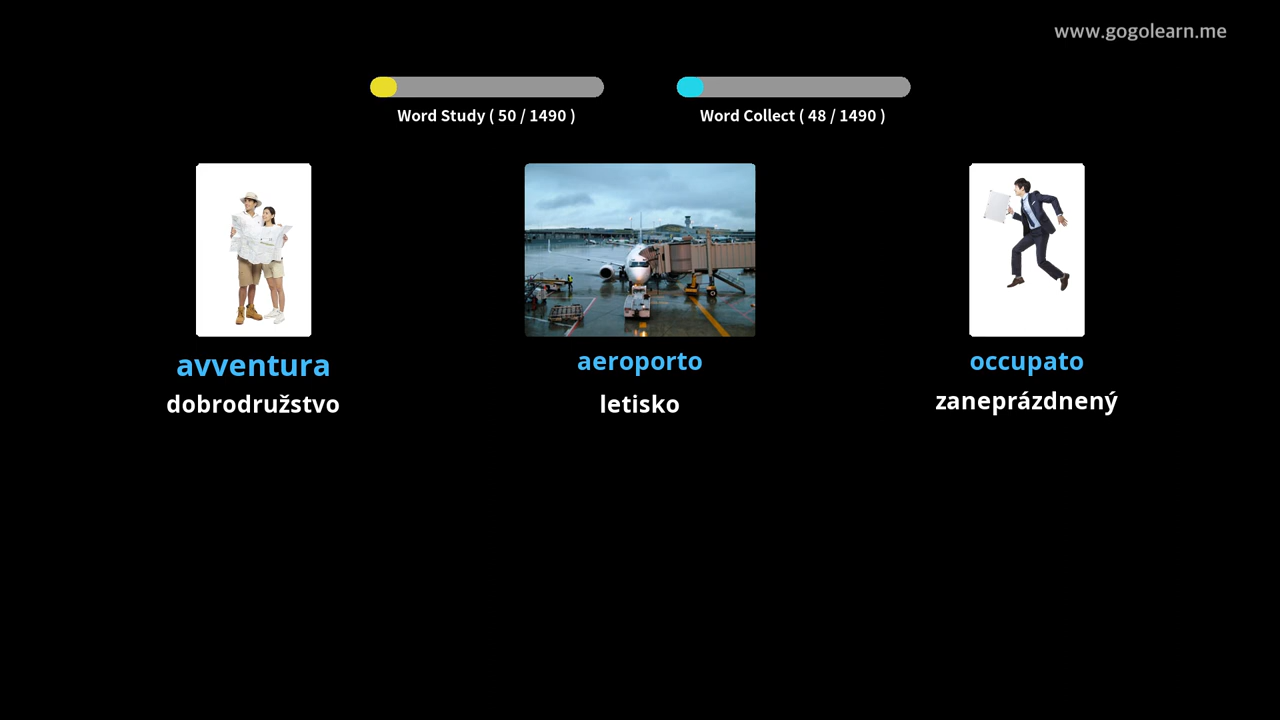 www.gogolearn.me
Word Study ( 50 / 1490 )
Word Collect ( 48 / 1490 )
avventura
dobrodružstvo
aeroporto
letisko
occupato
zaneprázdnený